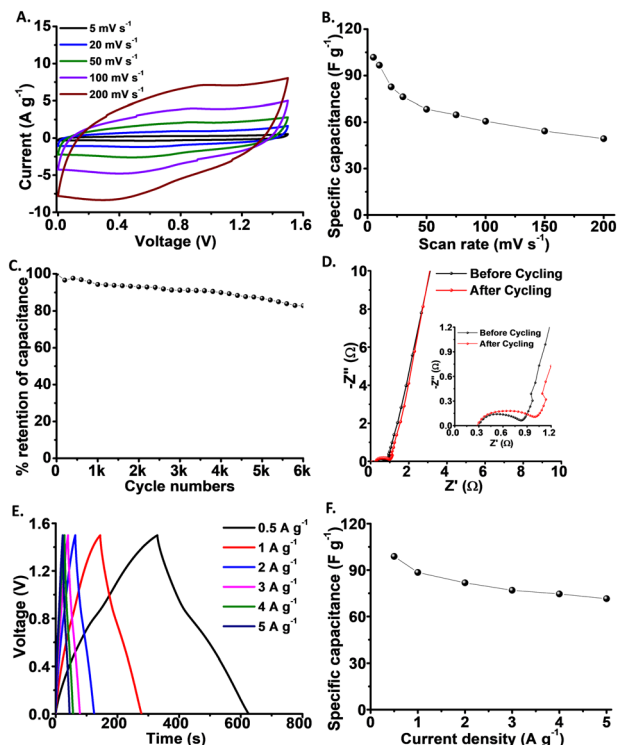 A.
5 mV s⁻¹
20 mV s⁻¹
50 mV s⁻¹
100 mV s⁻¹
200 mV s⁻¹
15
10
5
0
-5
-10
Current (A g⁻¹)
0.0 0.4 0.8 1.2 1.6
Voltage (V)
B.
120
90
60
30
0
Specific capacitance (F g⁻¹)
0 50 100 150 200
Scan rate (mV s⁻¹)
C.
100
80
60
40
20
0
% retention of capacitance
1k 2k 3k 4k 5k 6k
Cycle numbers
D.
Before Cycling
After Cycling
-10
-8
-6
4
2
0
-Z'' (Ω)
0 2 4 6 8 10
Z' (Ω)
Before Cycling
After Cycling
1.2
0.9
0.6
0.3
0.0
-Z'' (Ω)
0.0 0.3 0.6 0.9 1.2
Z' (Ω)
E.
0.5 A g⁻¹
1 A g⁻¹
2 A g⁻¹
3 A g⁻¹
4 A g⁻¹
5 A g⁻¹
1.6
1.2
0.8
0.4
0.0
Voltage (V)
0 200 400 600 800
Time (s)
F.
120
90
60
30
0
Specific capacitance (F g⁻¹)
0 1 2 3 4 5
Current density (A g⁻¹)